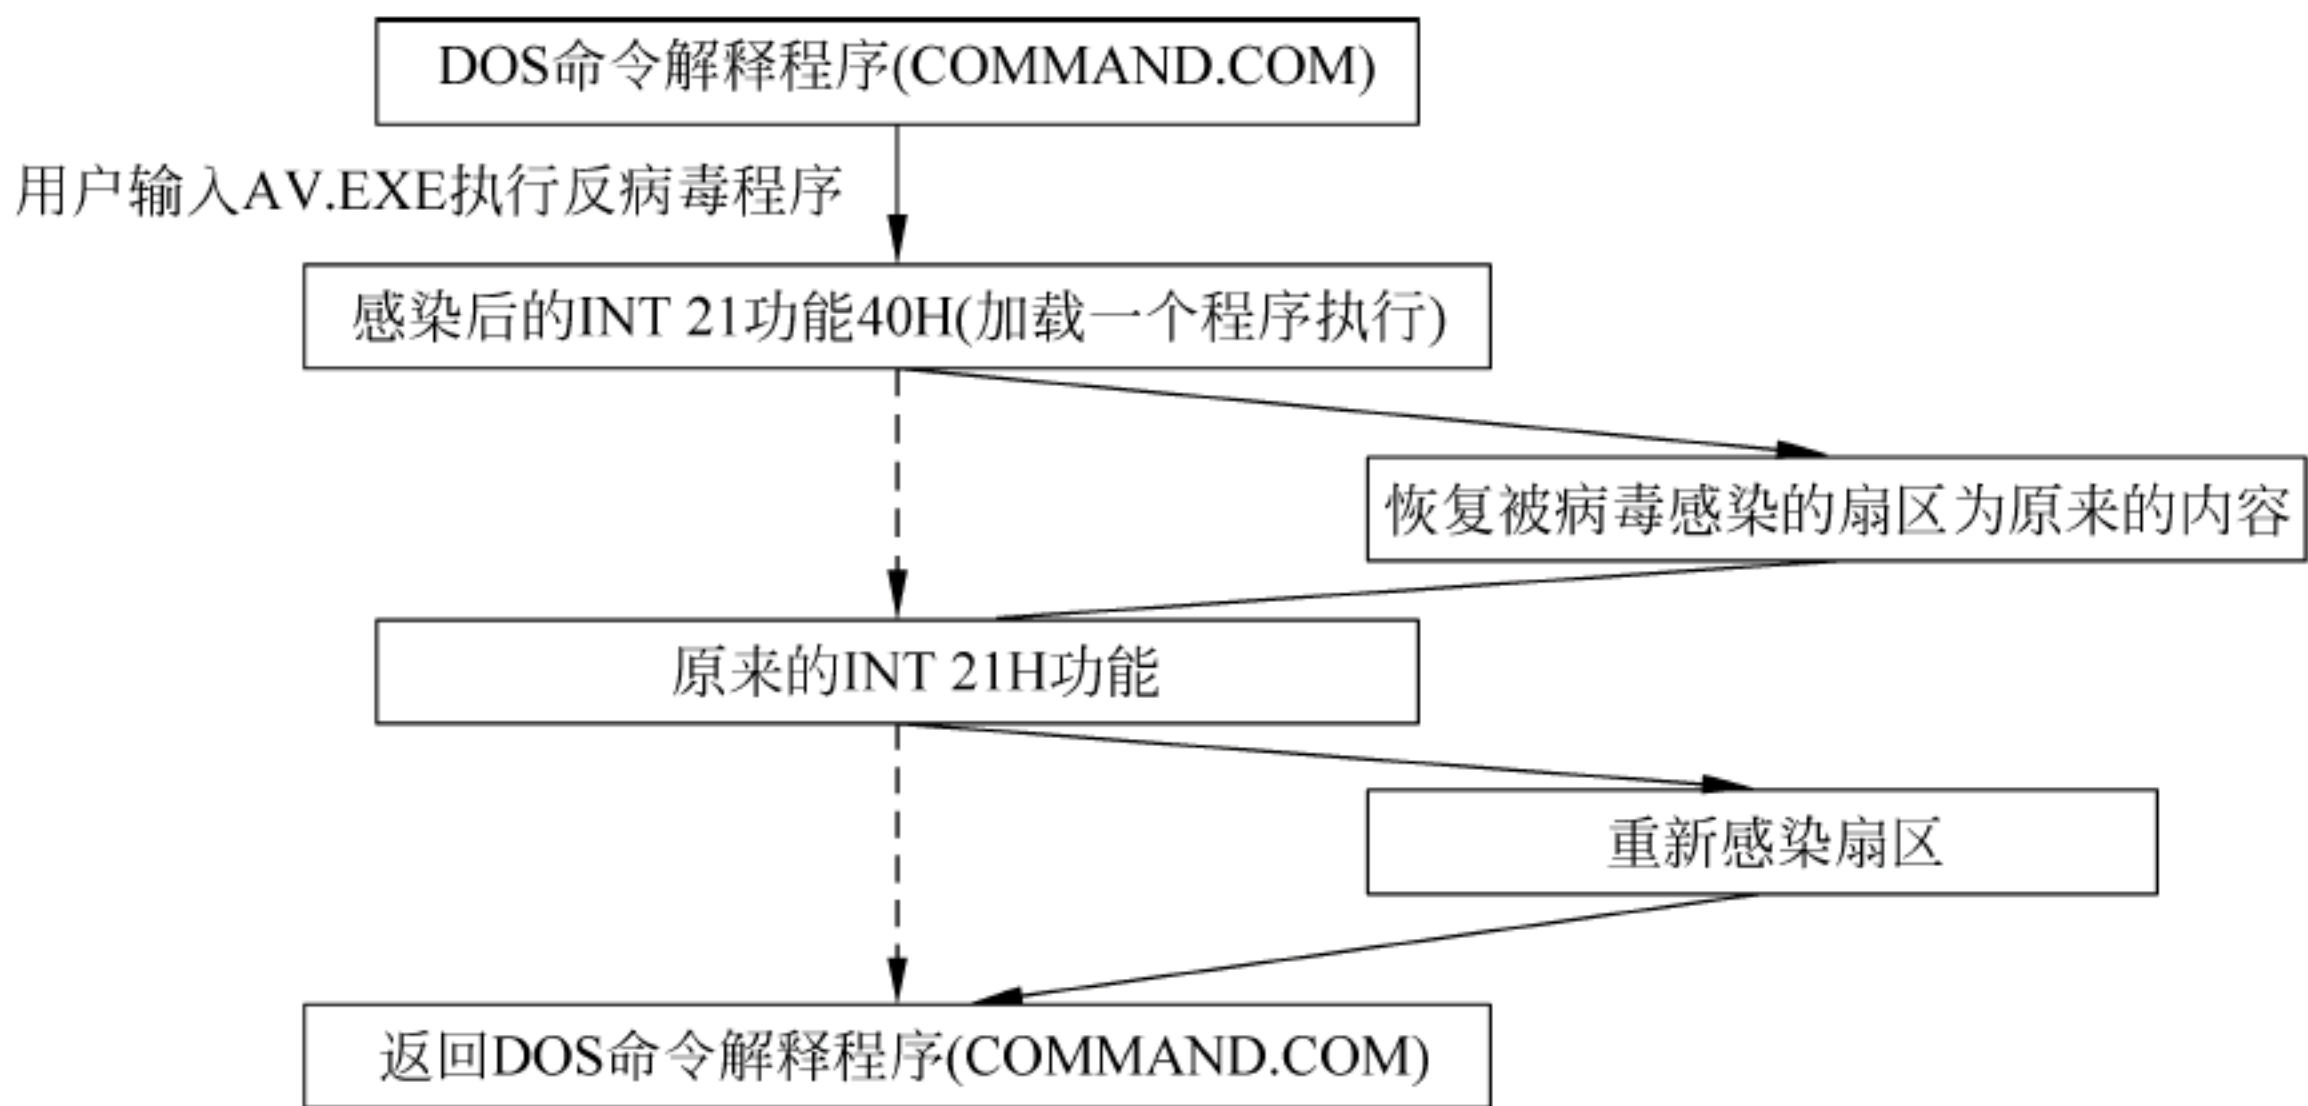 DOS命令解释程序(COMMAND.COM)
用户输入AV.EXE执行反病毒程序
感染后的INT 21功能40H(加载一个程序执行)
恢复被病毒感染的扇区为原来的内容
原来的INT 21H功能
重新感染扇区
返回DOS命令解释程序(COMMAND.COM)